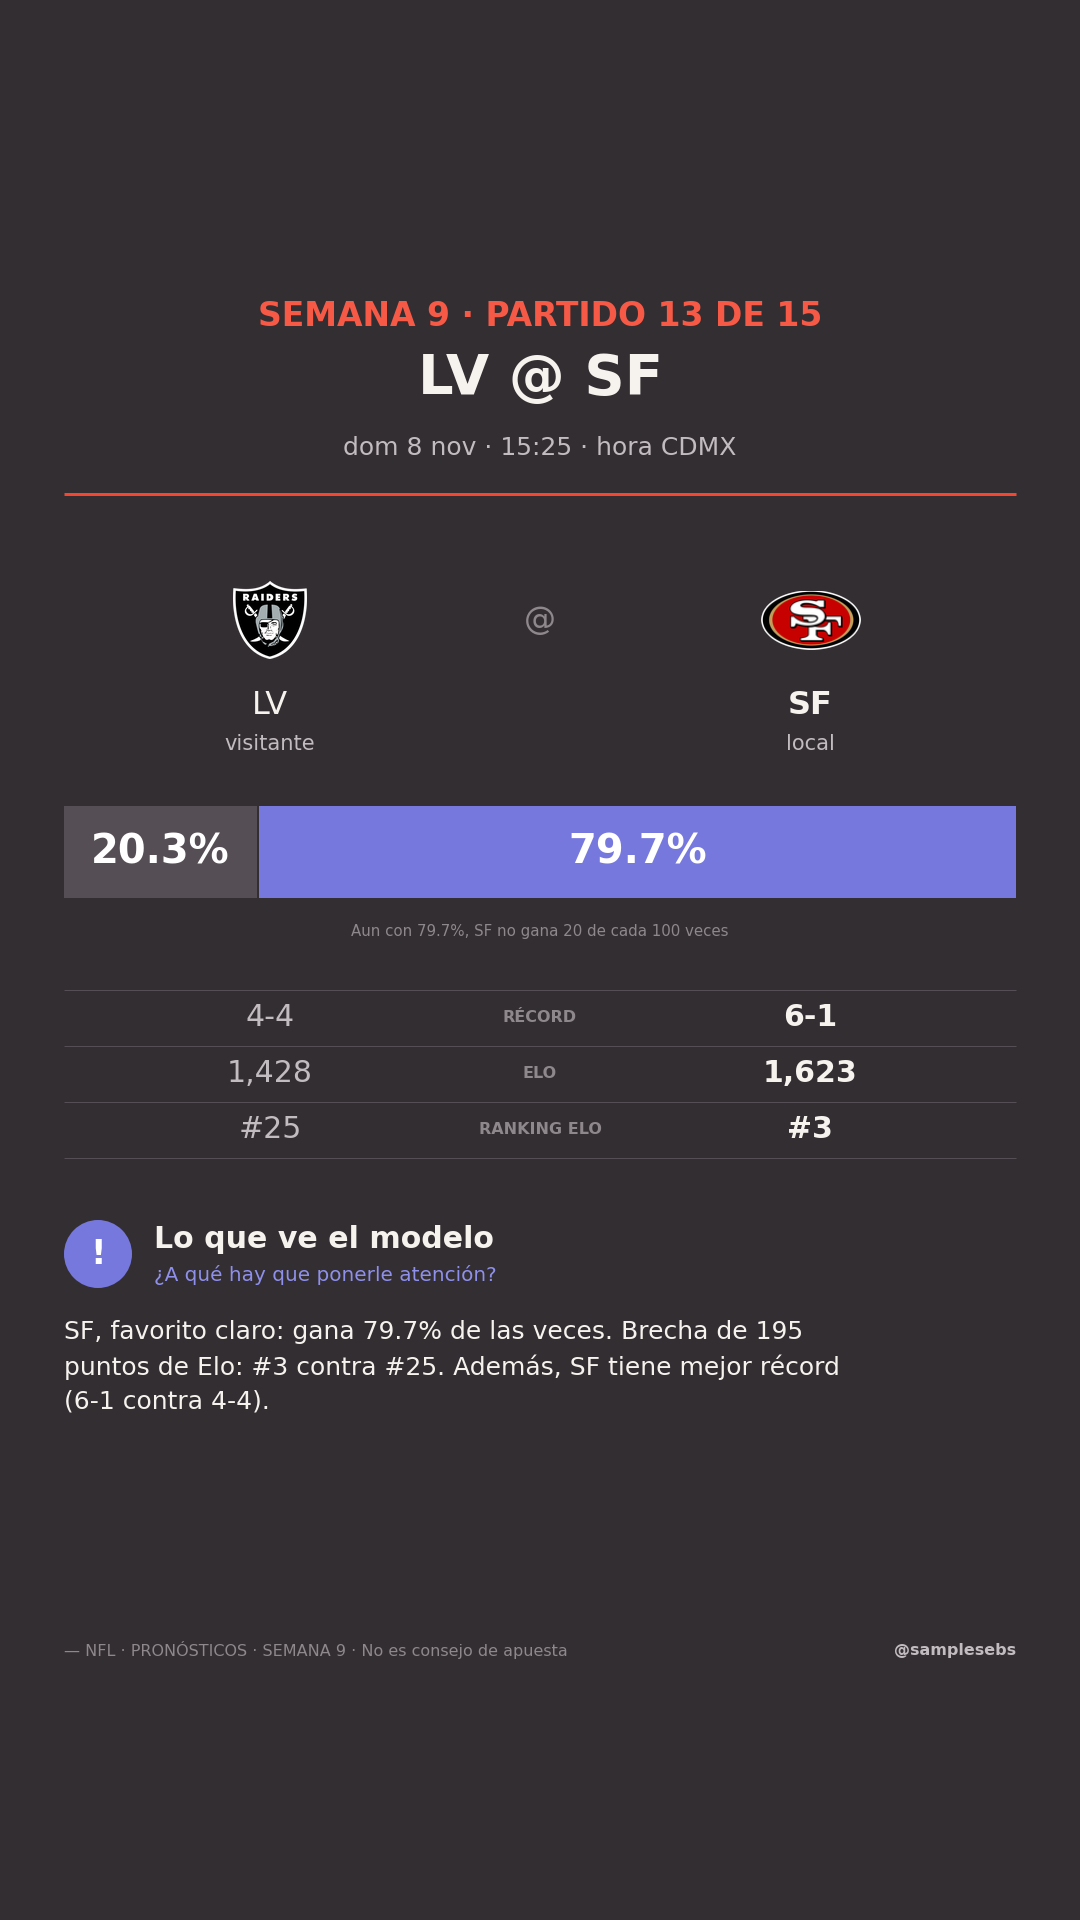 SEMANA 9 · PARTIDO 13 DE 15
LV @ SF
dom 8 nov · 15:25 · hora CDMX
RAIDERS
@
SF
LV
SF
visitante
local
20.3%
79.7%
Aun con 79.7%, SF no gana 20 de cada 100 veces
4-4
RÉCORD
6-1
1,428
ELO
1,623
#25
RANKING ELO
#3
!
Lo que ve el modelo
¿A qué hay que ponerle atención?
SF, favorito claro: gana 79.7% de las veces. Brecha de 195
puntos de Elo: #3 contra #25. Además, SF tiene mejor récord
(6-1 contra 4-4).
— NFL · PRONÓSTICOS · SEMANA 9 · No es consejo de apuesta
@samplesebs